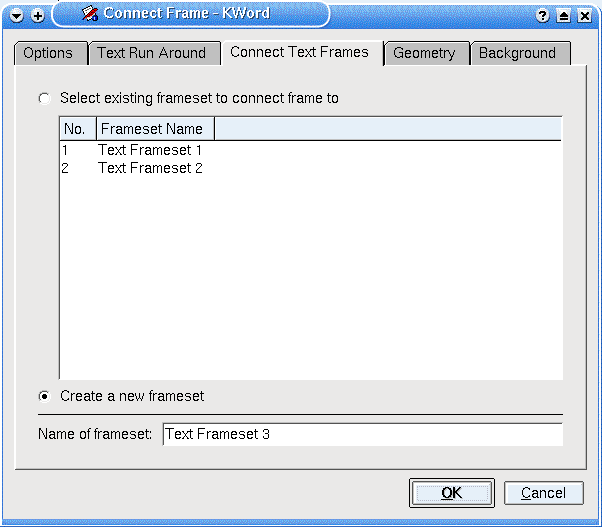 Connect Frame - KWord
Options Text Run Around Connect Text Frames Geometry Background
Select existing frameset to connect frame to
No. Frameset Name
1 Text Frameset 1
2 Text Frameset 2
Create a new frameset
Name of frameset: Text Frameset 3
OK Cancel